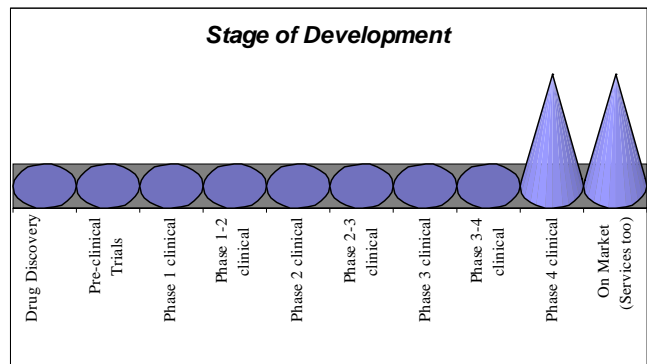 Stage of Development
Drug Discovery
Pre-clinical
Trials
Phase 1 clinical
Phase 1-2
clinical
Phase 2 clinical
Phase 2-3
clinical
Phase 3 clinical
Phase 3-4
clinical
Phase 4 clinical
On Market
(Services too)